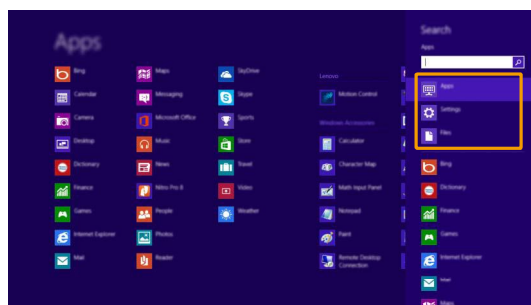 Apps
Bing
Calendar
Camera
Desktop
Dictionary
Finance
Games
Internet Explorer
Mail
Maps
Messaging
Microsoft Office
Music
News
Nitro Pro 8
People
Photos
Reader
SkyDrive
Skype
Sports
Store
Travel
Video
Weather
Lenovo
Motion Control
Windows Accessories
Calculator
Character Map
Math Input Panel
Notepad
Paint
Remote Desktop
Connection
Search
Apps
Apps
Settings
Files
Bing
Dictionary
Finance
Games
Internet Explorer
Mail
Maps